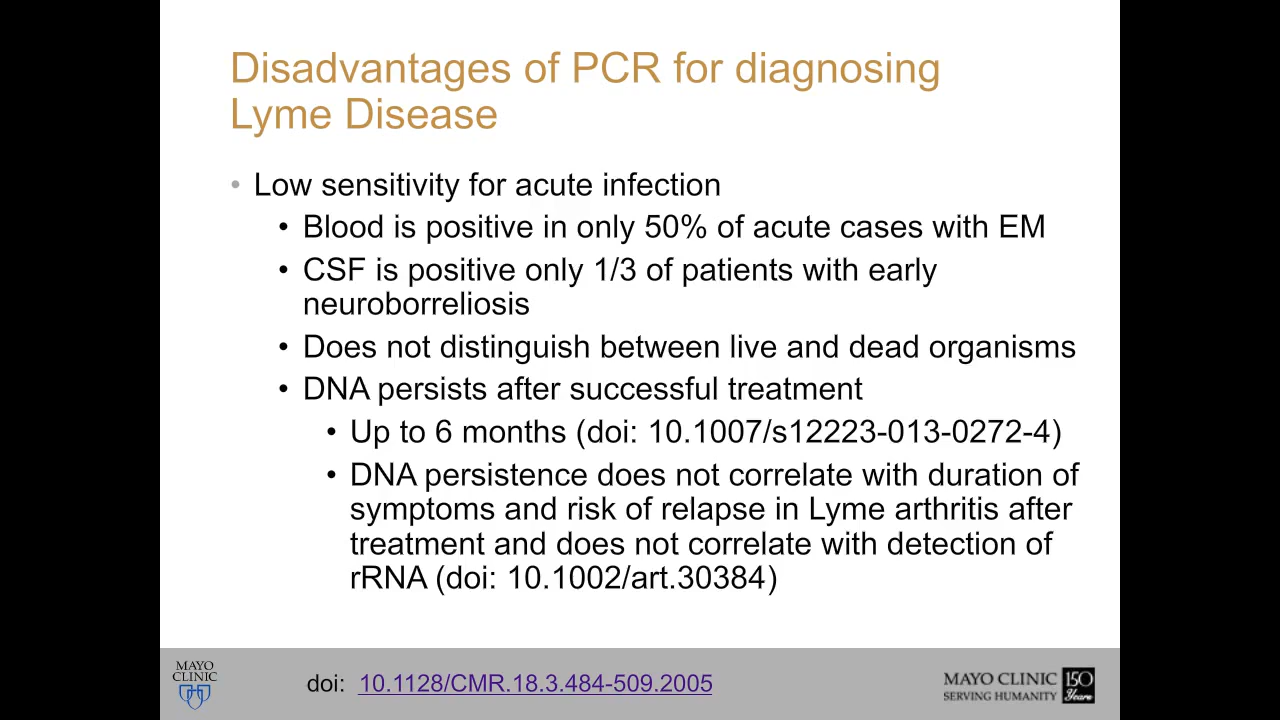 Disadvantages of PCR for diagnosing
Lyme Disease
• Low sensitivity for acute infection
• Blood is positive in only 50% of acute cases with EM
• CSF is positive only 1/3 of patients with early
neuroborreliosis
• Does not distinguish between live and dead organisms
• DNA persists after successful treatment
• Up to 6 months (doi: 10.1007/s12223-013-0272-4)
• DNA persistence does not correlate with duration of
symptoms and risk of relapse in Lyme arthritis after
treatment and does not correlate with detection of
rRNA (doi: 10.1002/art.30384)
MAYO
CLINIC
doi: 10.1128/CMR.18.3.484-509.2005
MAYO CLINIC 150
SERVING HUMANITY Years